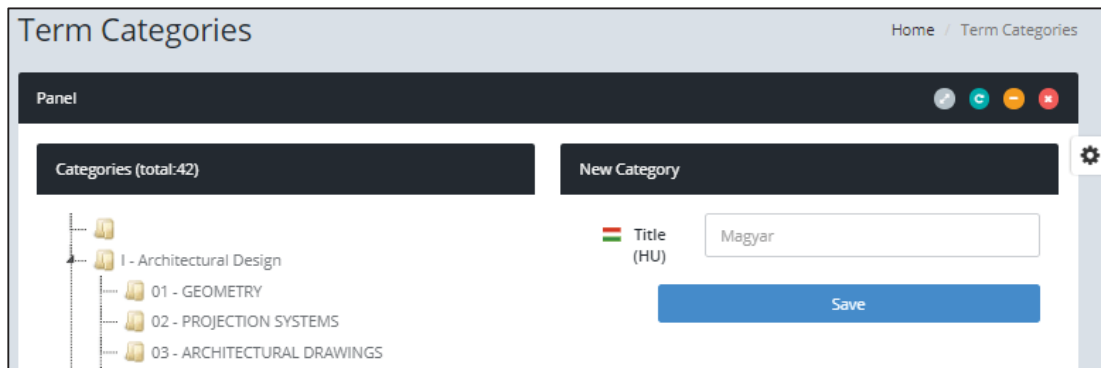 Term Categories
Home / Term Categories
Panel
Categories (total:42)
New Category
Title
(HU)
Magyar
Save
I - Architectural Design
01 - GEOMETRY
02 - PROJECTION SYSTEMS
03 - ARCHITECTURAL DRAWINGS